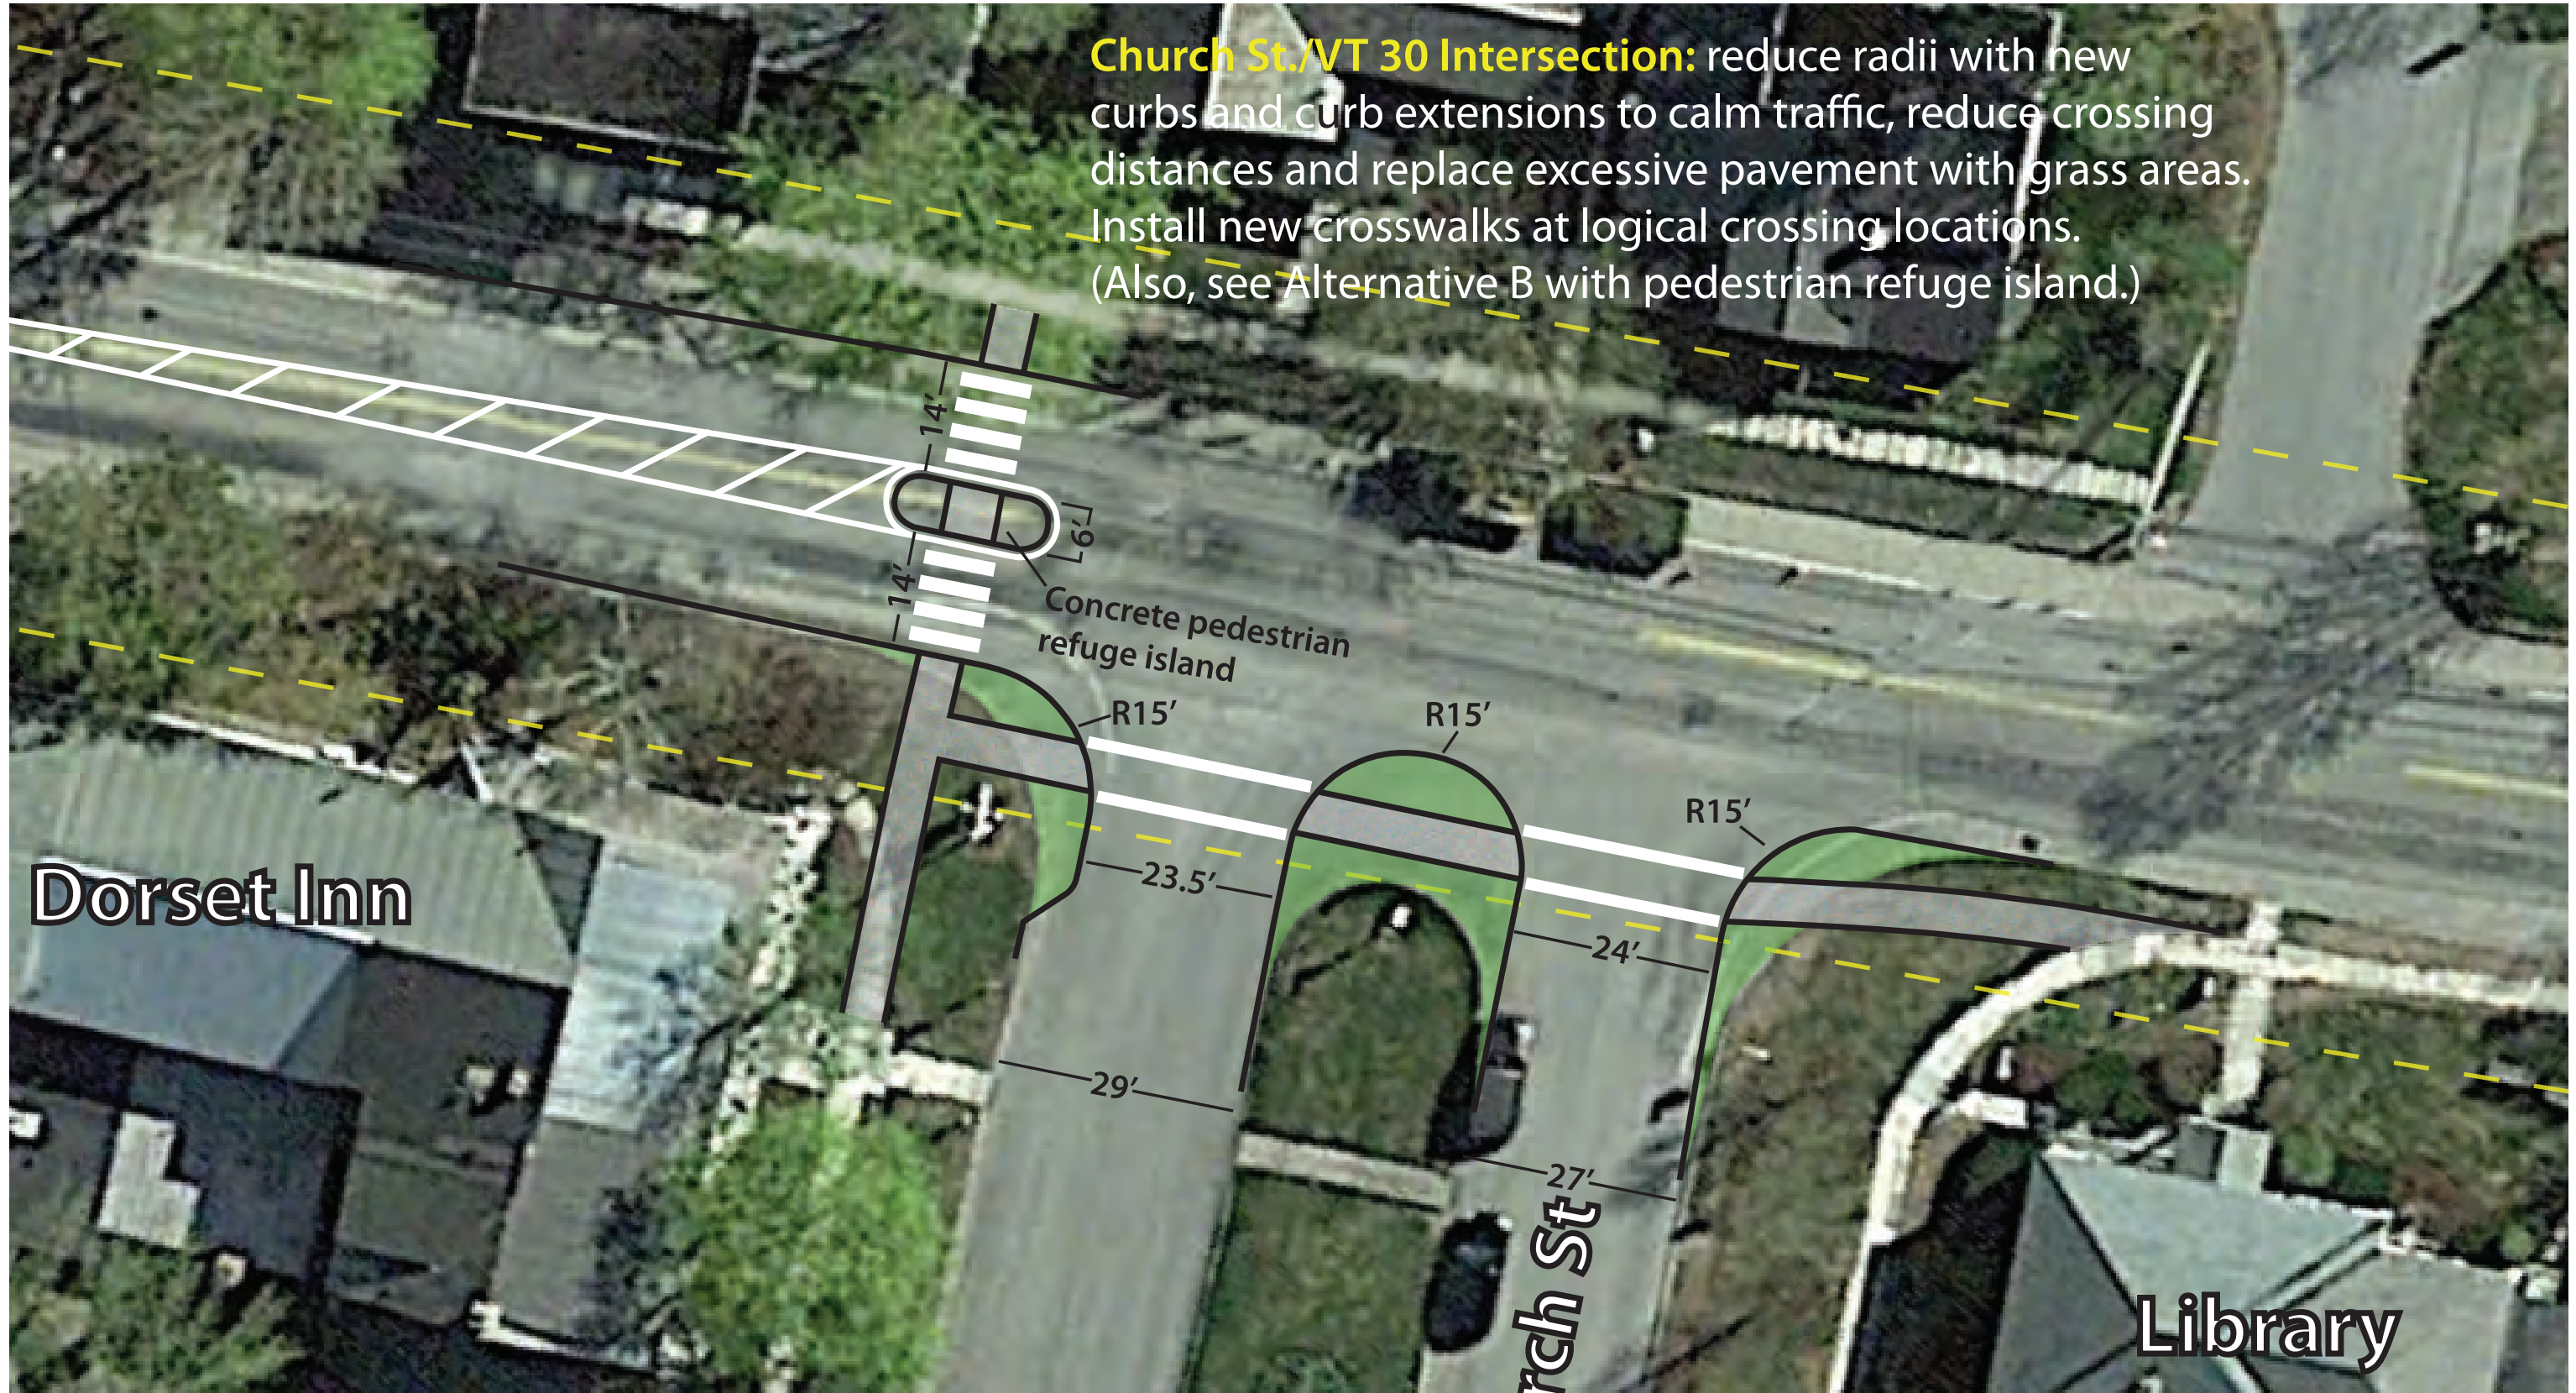 Church St./VT 30 Intersection: reduce radii with new
curbs and curb extensions to calm traffic, reduce crossing
distances and replace excessive pavement with grass areas.
Install new crosswalks at logical crossing locations.
(Also, see Alternative B with pedestrian refuge island.)
14’
6’
14’
Concrete pedestrian
refuge island
R15’
R15’
R15’
23.5’
24’
Dorset Inn
29’
27’
rch St
Library